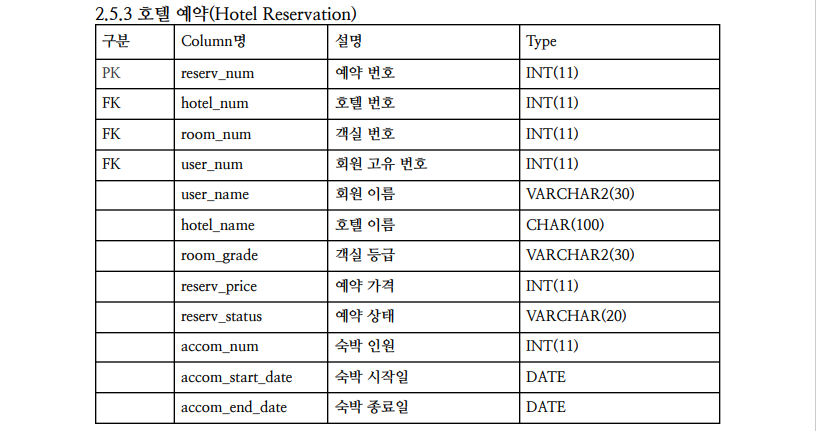 2.5.3 호텔 예약(Hotel Reservation)
구분 Column명 설명 Type
PK reserv_num 예약 번호 INT(11)
FK hotel_num 호텔 번호 INT(11)
FK room_num 객실 번호 INT(11)
FK user_num 회원 고유 번호 INT(11)
user_name 회원 이름 VARCHAR2(30)
hotel_name 호텔 이름 CHAR(100)
room_grade 객실 등급 VARCHAR2(30)
reserv_price 예약 가격 INT(11)
reserv_status 예약 상태 VARCHAR(20)
accom_num 숙박 인원 INT(11)
accom_start_date 숙박 시작일 DATE
accom_end_date 숙박 종료일 DATE